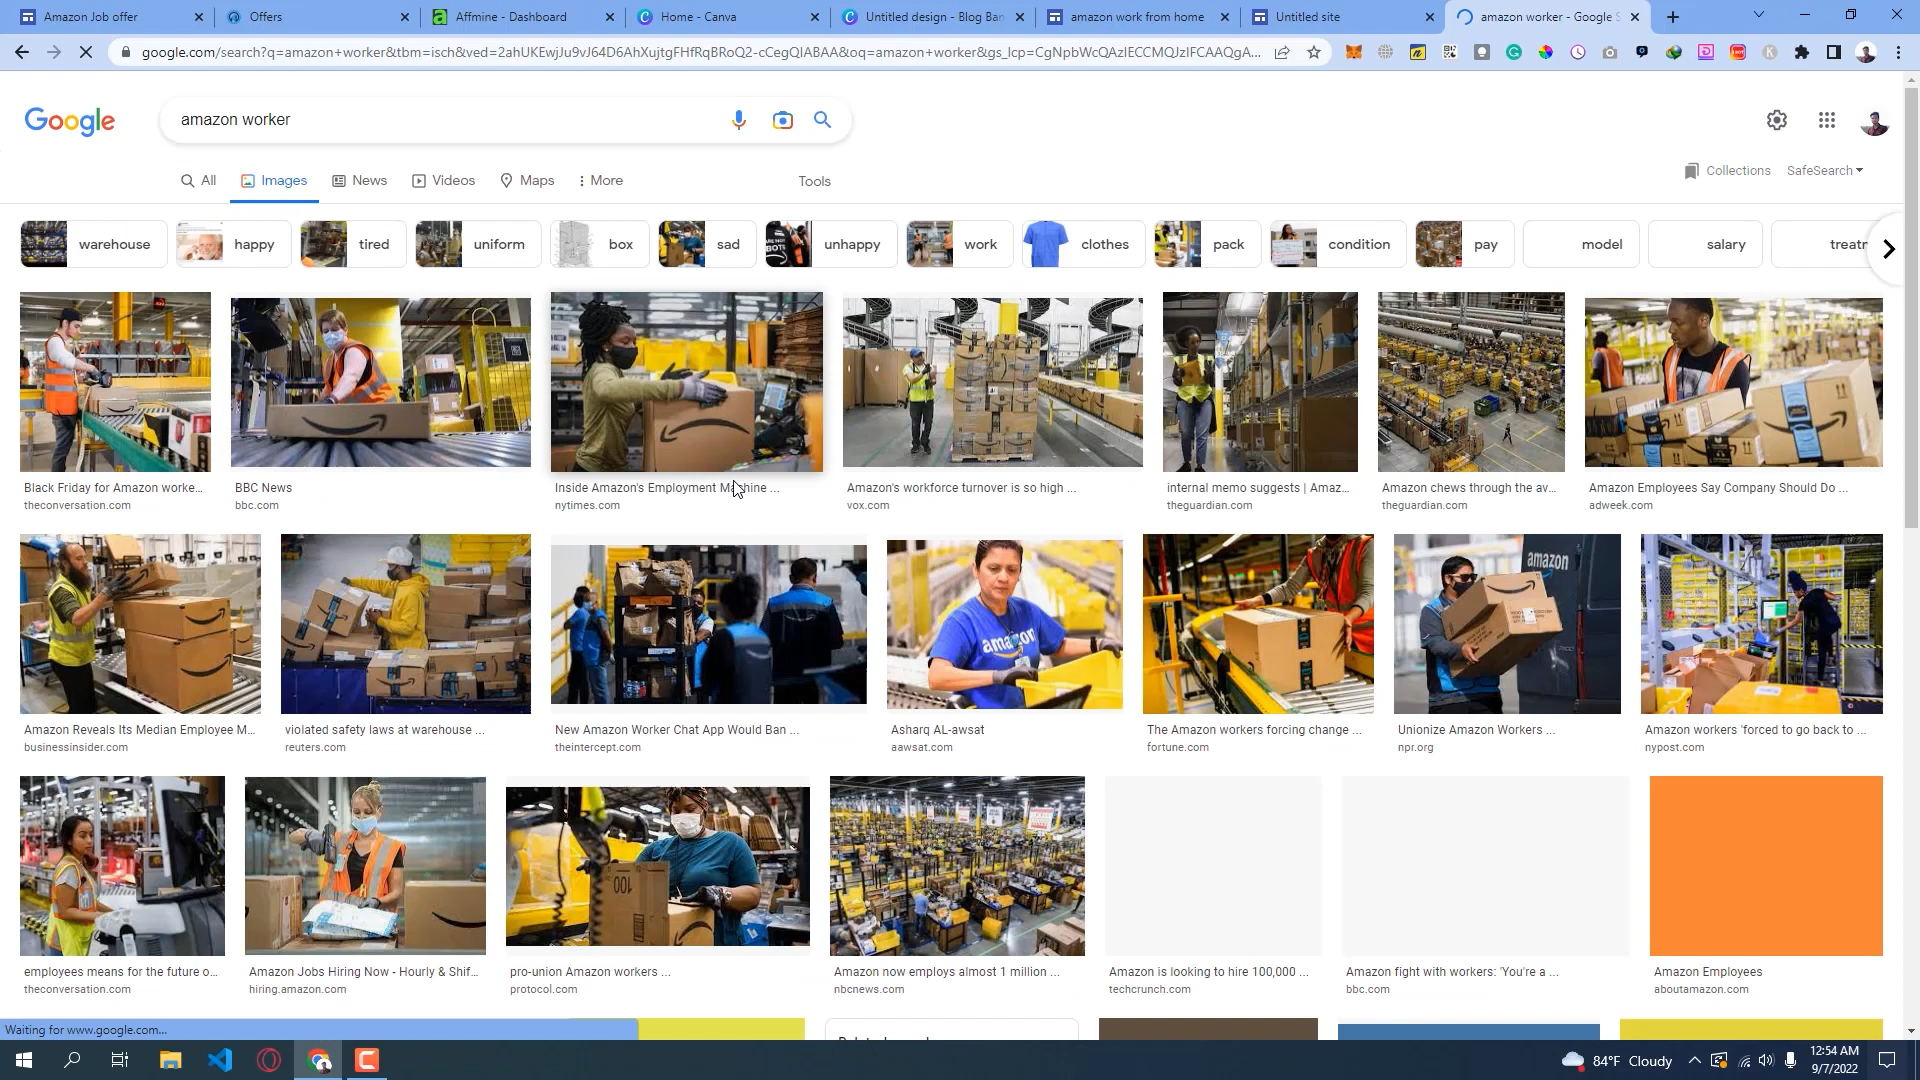 Amazon Job offer
Offers
Affmine - Dashboard
Home - Canva
Untitled design - Blog Ban
amazon work from home
Untitled site
amazon worker - Google S
google.com/search?q=amazon+worker&tbm=isch&ved=2ahUKEwjJu9vJ64D6AhXujtgFHfRqBRoQ2-cCegQIABAA&oq=amazon+worker&gs_lcp=CgNpbWcQAzIECCMQJzIFCAAQgA...
Google
amazon worker
All
Images
News
Videos
Maps
More
Tools
Collections
SafeSearch
warehouse
happy
tired
uniform
box
sad
unhappy
work
clothes
pack
condition
pay
model
salary
treatr
Black Friday for Amazon worke...
BBC News
Inside Amazon's Employment Machine ...
Amazon's workforce turnover is so high ...
internal memo suggests | Amaz...
Amazon chews through the av...
Amazon Employees Say Company Should Do ...
theconversation.com
bbc.com
nytimes.com
vox.com
theguardian.com
theguardian.com
adweek.com
amazon
amazon
Amazon Reveals Its Median Employee M...
violated safety laws at warehouse ...
New Amazon Worker Chat App Would Ban ...
Asharq AL-awsat
The Amazon workers forcing change ...
Unionize Amazon Workers ...
Amazon workers 'forced to go back to ...
businessinsider.com
reuters.com
theintercept.com
aawsat.com
fortune.com
npr.org
nypost.com
employees means for the future o...
Amazon Jobs Hiring Now - Hourly & Shif...
pro-union Amazon workers ...
Amazon now employs almost 1 million ...
Amazon is looking to hire 100,000 ...
Amazon fight with workers: 'You're a ...
Amazon Employees
theconversation.com
hiring.amazon.com
protocol.com
nbcnews.com
techcrunch.com
bbc.com
aboutamazon.com
Waiting for www.google.com...
84°F Cloudy
12:54 AM
9/7/2022